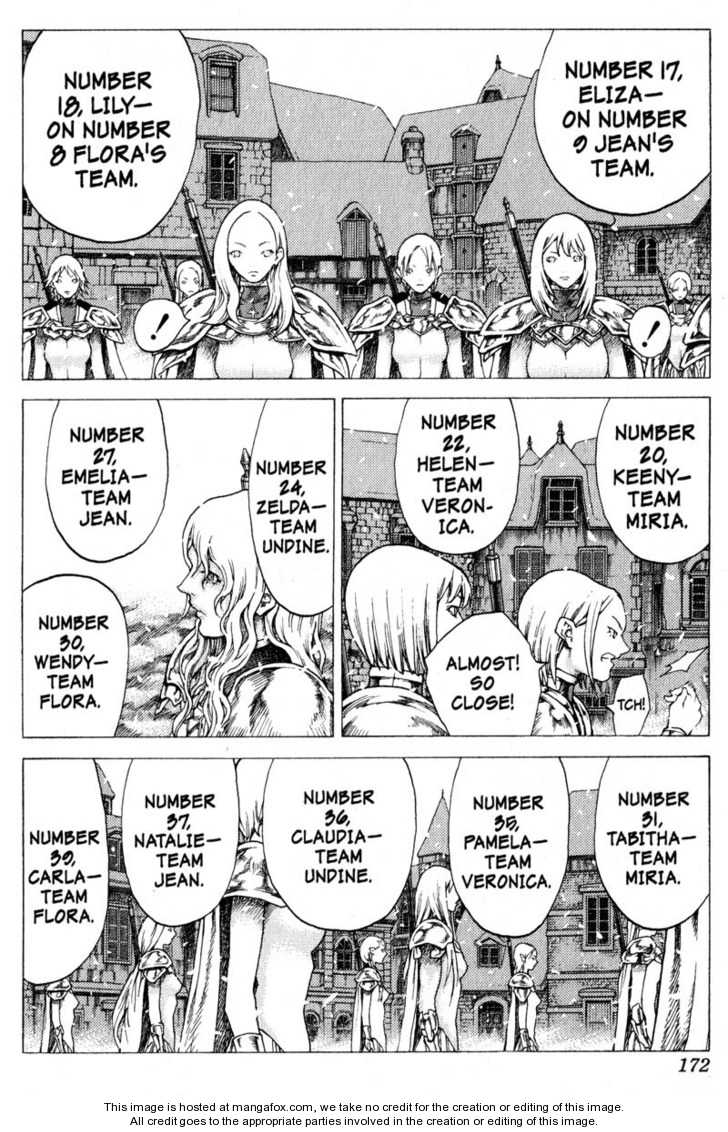 NUMBER 17,
ELIZA—
ON NUMBER
9 JEAN'S
TEAM.
NUMBER
18, LILY—
ON NUMBER
8 FLORA'S
TEAM.
!
!
NUMBER
20,
KEENY—
TEAM
MIRIA.
NUMBER
22,
HELEN—
TEAM
VERON-
ICA.
ALMOST!
SO
CLOSE!
TCH!
NUMBER
24,
ZELDA—
TEAM
UNDINE.
NUMBER
27,
EMELIA—
TEAM
JEAN.
NUMBER
30,
WENDY—
TEAM
FLORA.
NUMBER
31,
TABITHA—
TEAM
MIRIA.
NUMBER
35,
PAMELA—
TEAM
VERONICA.
NUMBER
36,
CLAUDIA—
TEAM
UNDINE.
NUMBER
37,
NATALIE—
TEAM
JEAN.
NUMBER
39,
CARLA—
TEAM
FLORA.
172
This image is hosted at mangafox.com, we take no credit for the creation or editing of this image.
All credit goes to the appropriate parties involved in the creation or editing of this image.